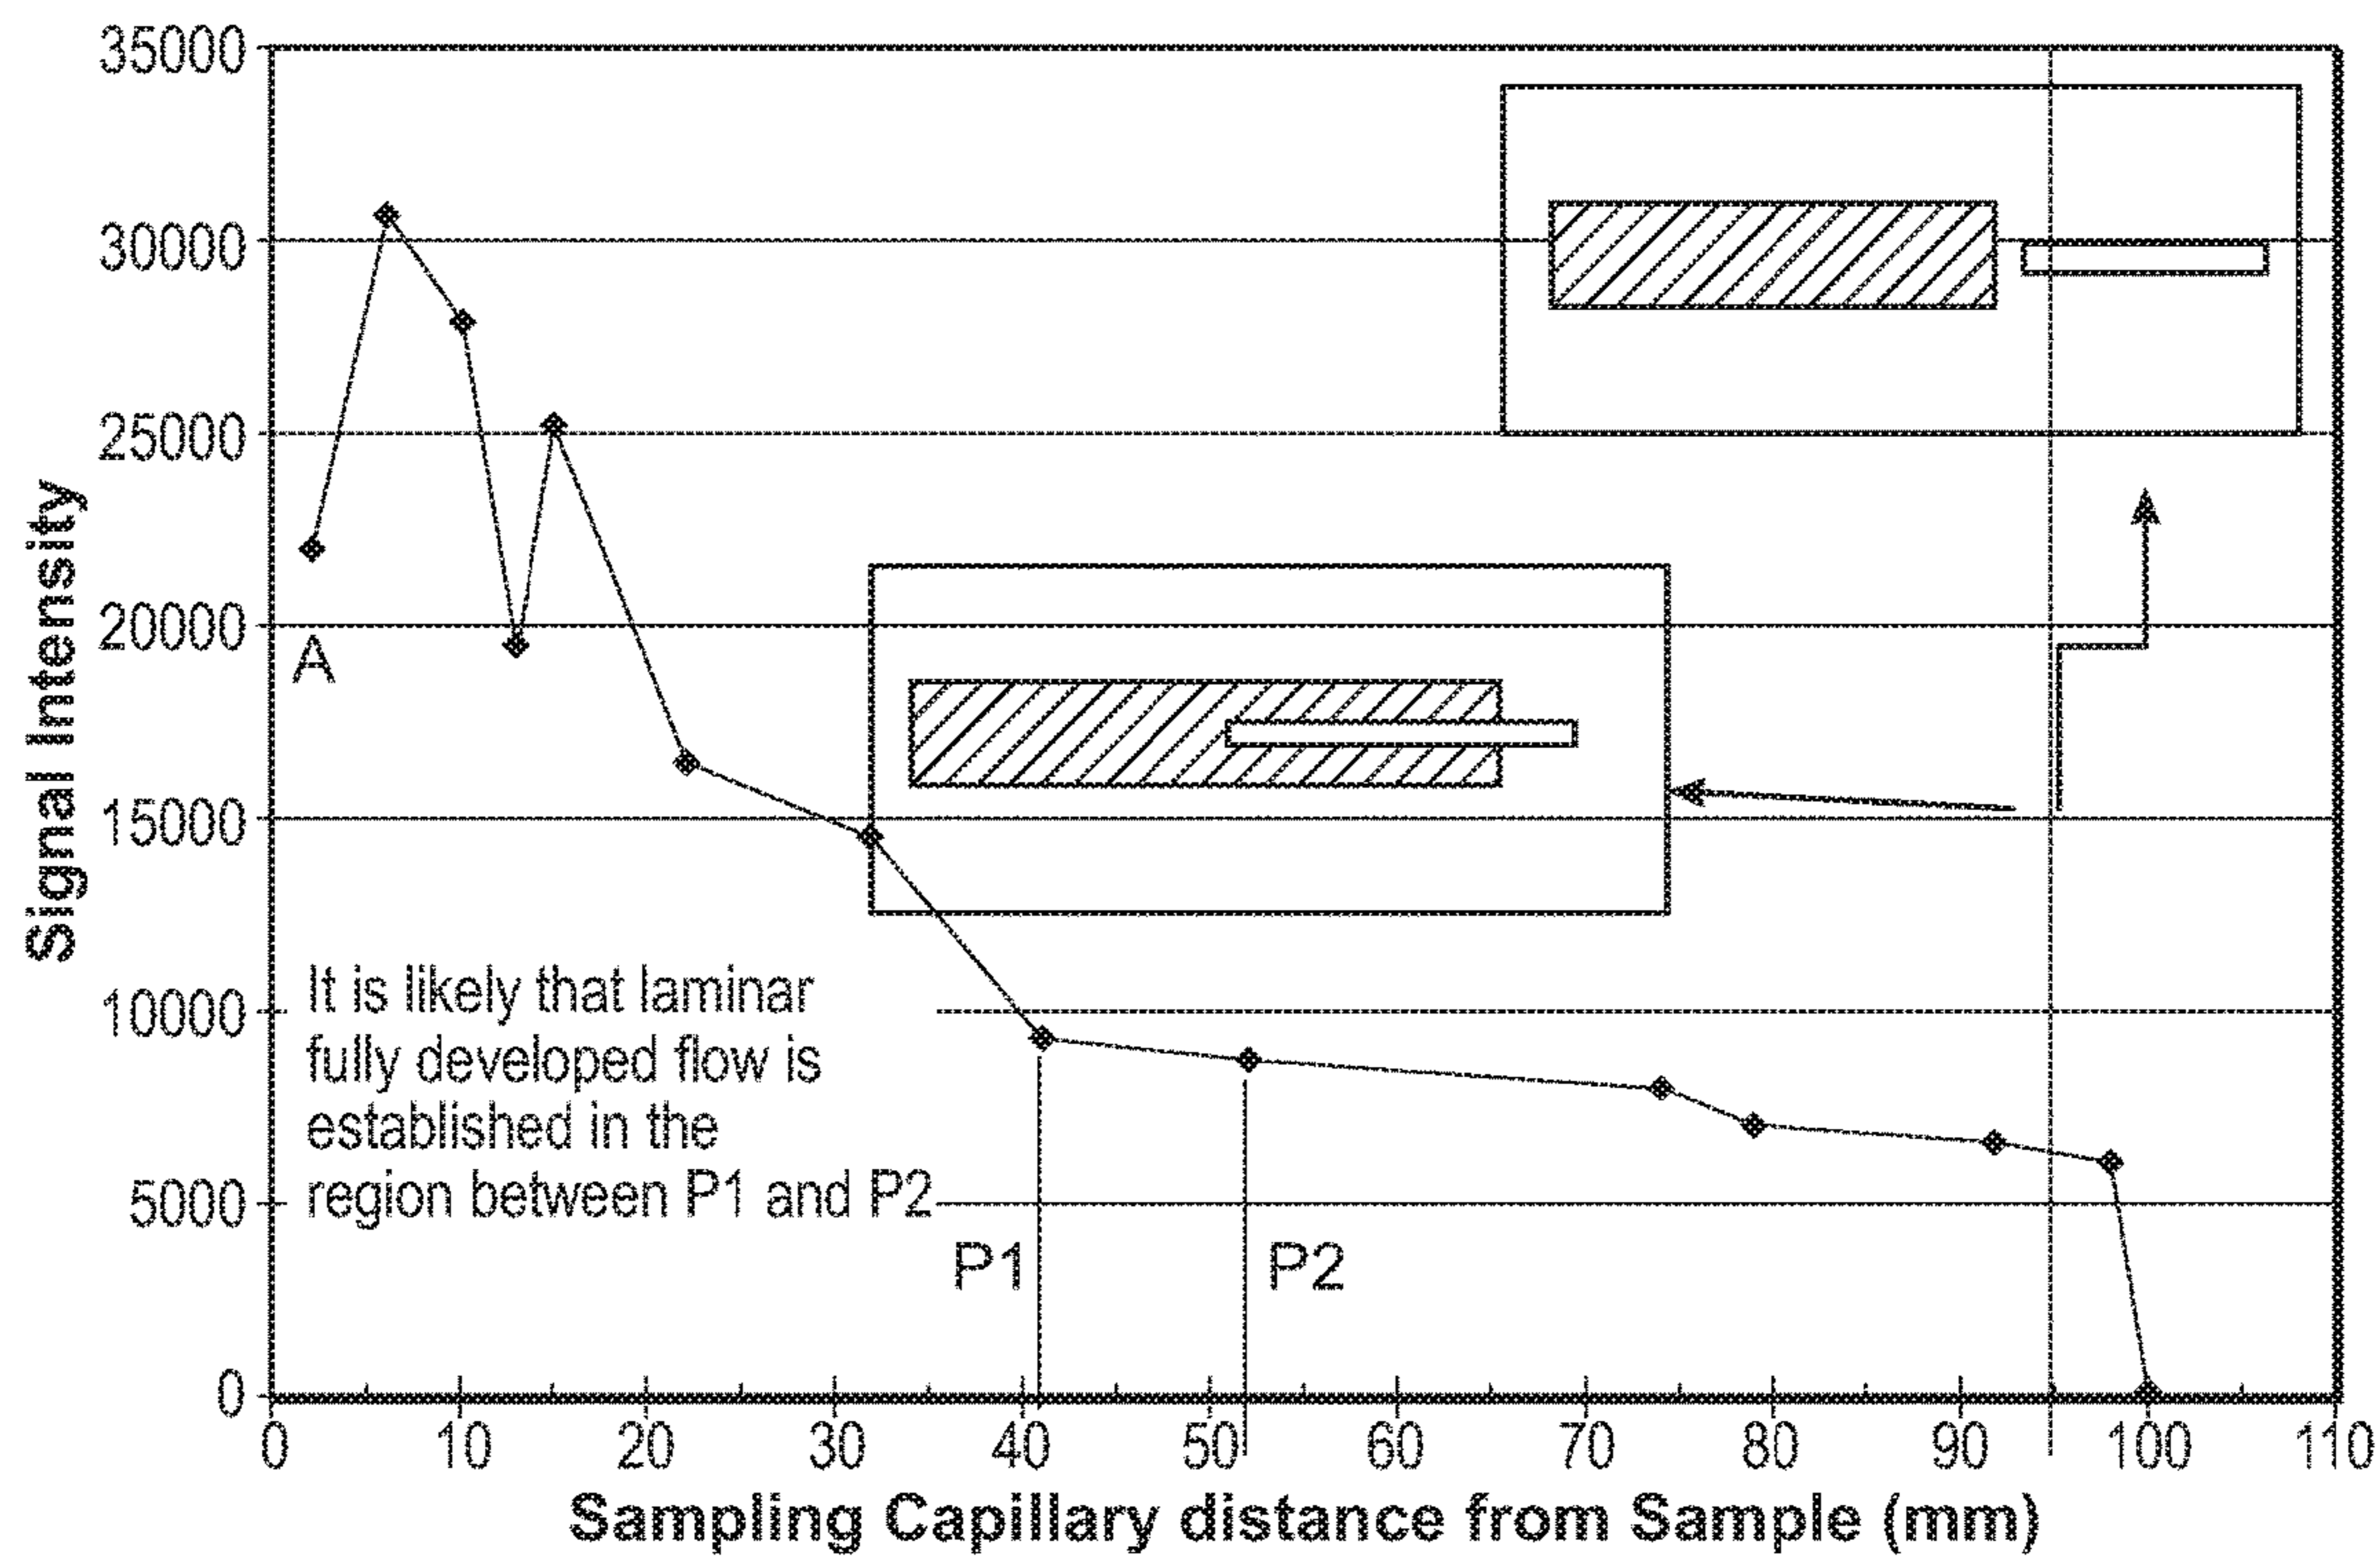 35000
30000
25000
20000
15000
10000
5000
0
Signal Intensity
A
It is likely that laminar
fully developed flow is
established in the
region between P1 and P2
P1
P2
0 10 20 30 40 50 60 70 80 90 100 110
Sampling Capillary distance from Sample (mm)